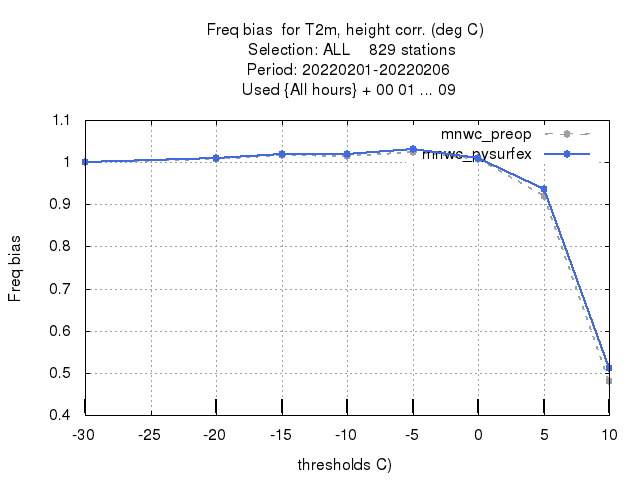 Freq bias  for T2m, height corr. (deg C)
Selection: ALL    829 stations
Period: 20220201-20220206
Used {All hours} + 00 01 ... 09
mnwc_preop
mnwc_pysurfex
1.1
1
0.9
0.8
0.7
0.6
0.5
0.4
Freq bias
-30 -25 -20 -15 -10 -5 0 5 10
thresholds C)